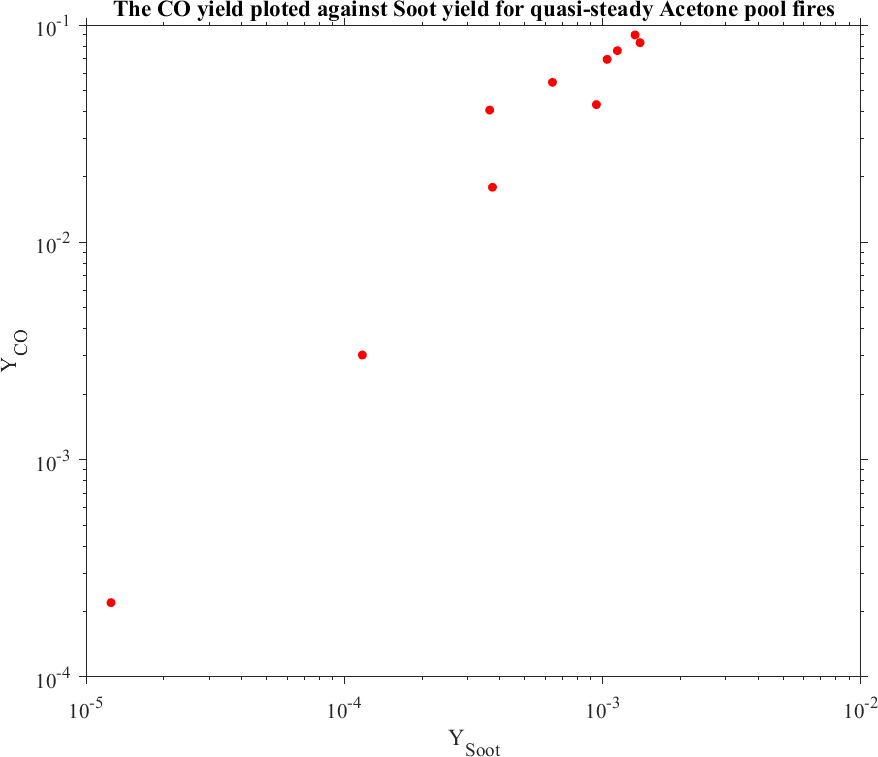 The CO yield ploted against Soot yield for quasi-steady Acetone pool fires
10^-1
10^-2
10^-3
10^-4
Y_CO
10^-5
10^-4
10^-3
10^-2
Y_Soot